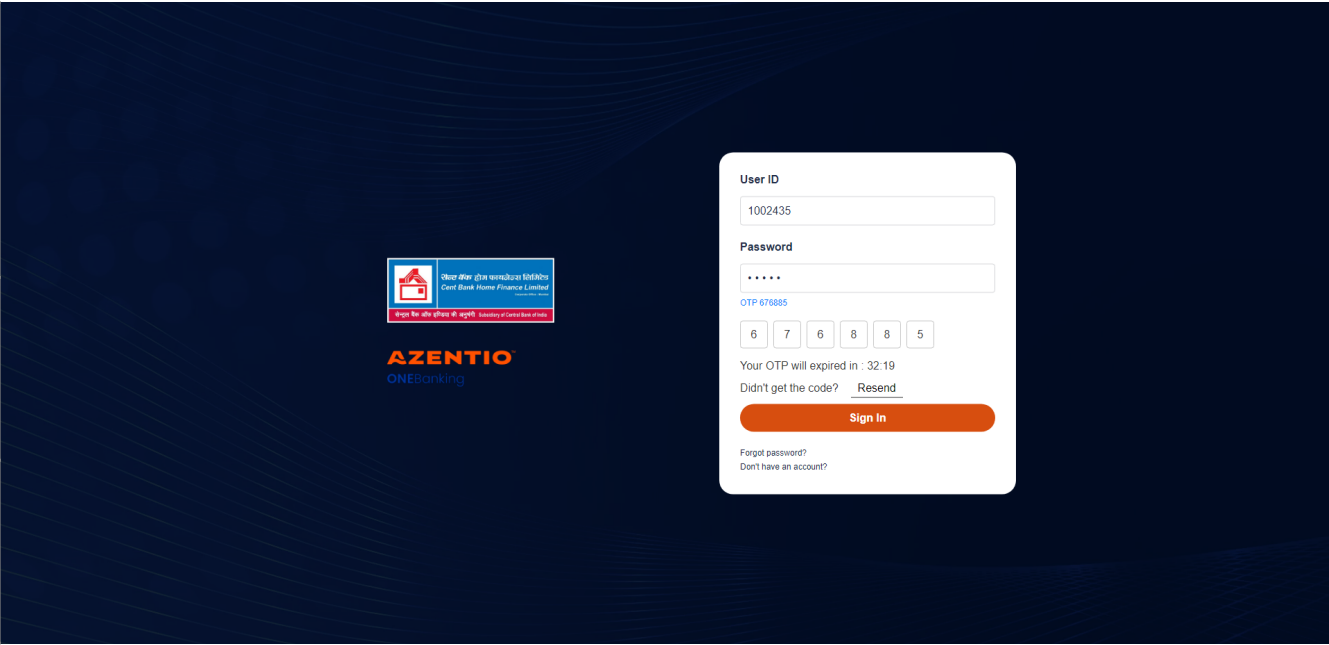 सेन्ट बैंक होम फायनेन्स लिमिटेड
Cent Bank Home Finance Limited
सेन्ट्रल बैंक ऑफ इण्डिया की अनुषंगी Subsidiary of Central Bank of India
AZENTIO
ONEBanking
User ID
1002435
Password
•••••
OTP 676885
6 7 6 8 8 5
Your OTP will expired in : 32:19
Didn't get the code? Resend
Sign In
Forgot password?
Don't have an account?